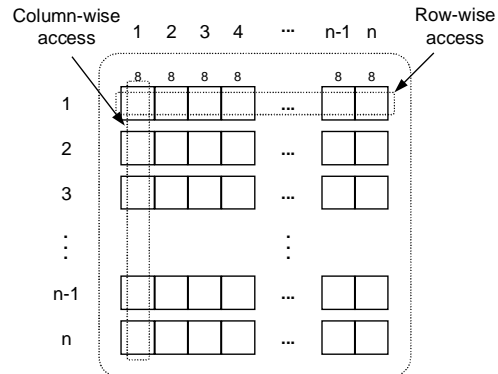 Column-wise
access
Row-wise
access
1 2 3 4 ... n-1 n
8 8 8 8 8 8
1 ...
2 ...
3 ...
⋮ ⋮
n-1 ...
n ...